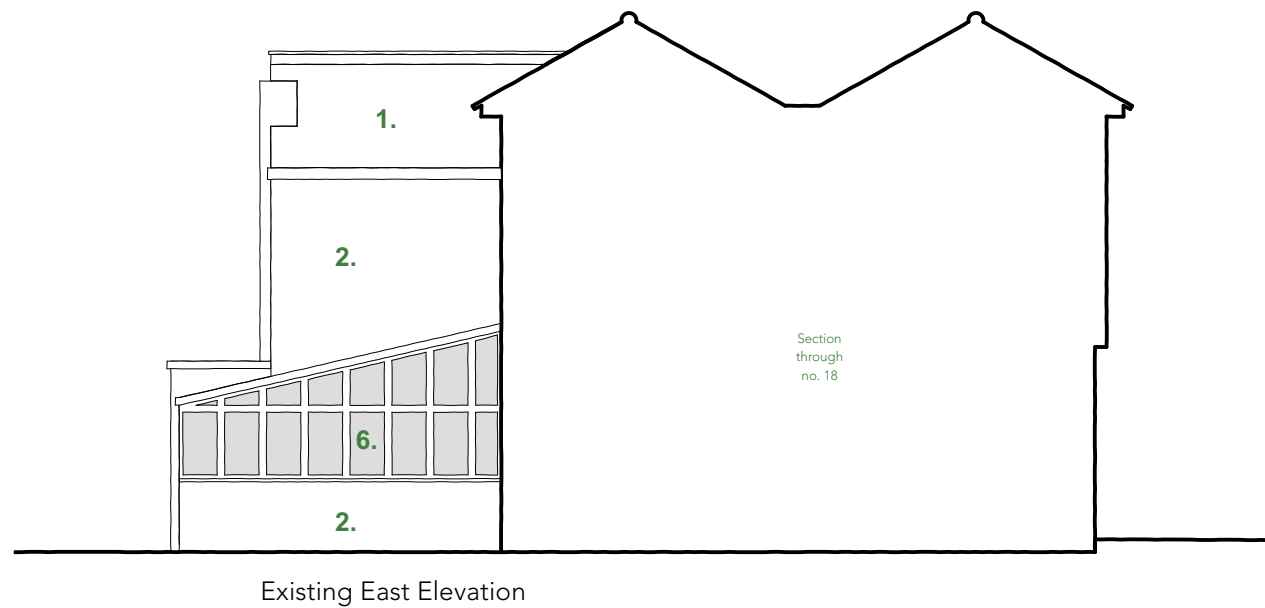 1.
2.
Section
through
no. 18
6.
2.
Existing East Elevation